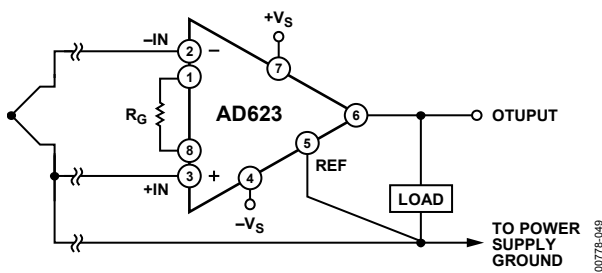 +VS
–IN
2
–
7
1
RG
AD623
6
OTUPUT
8
5
REF
3
+
+IN
4
–VS
LOAD
TO POWER
SUPPLY
GROUND
00778-049